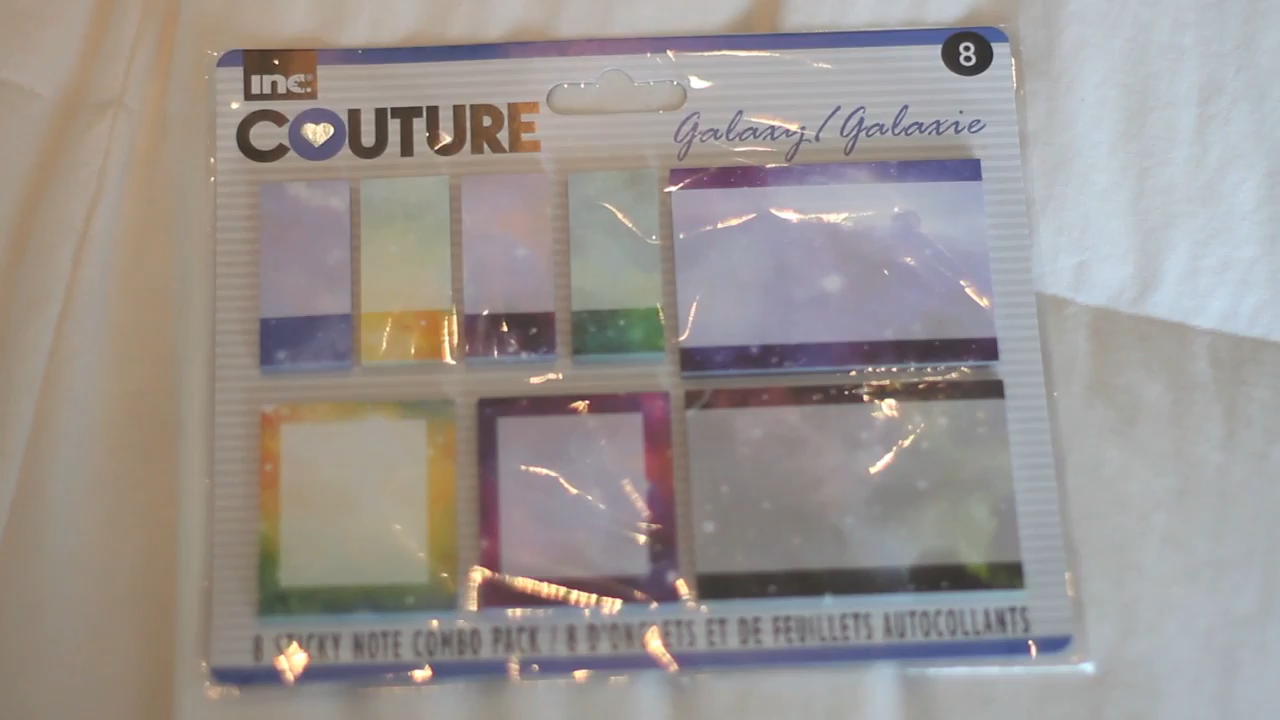 inc.®
8
COUTURE
Galaxy/Galaxie
8 STICKY NOTE COMBO PACK / 8 D'ONGLETS ET DE FEUILLETS AUTOCOLLANTS